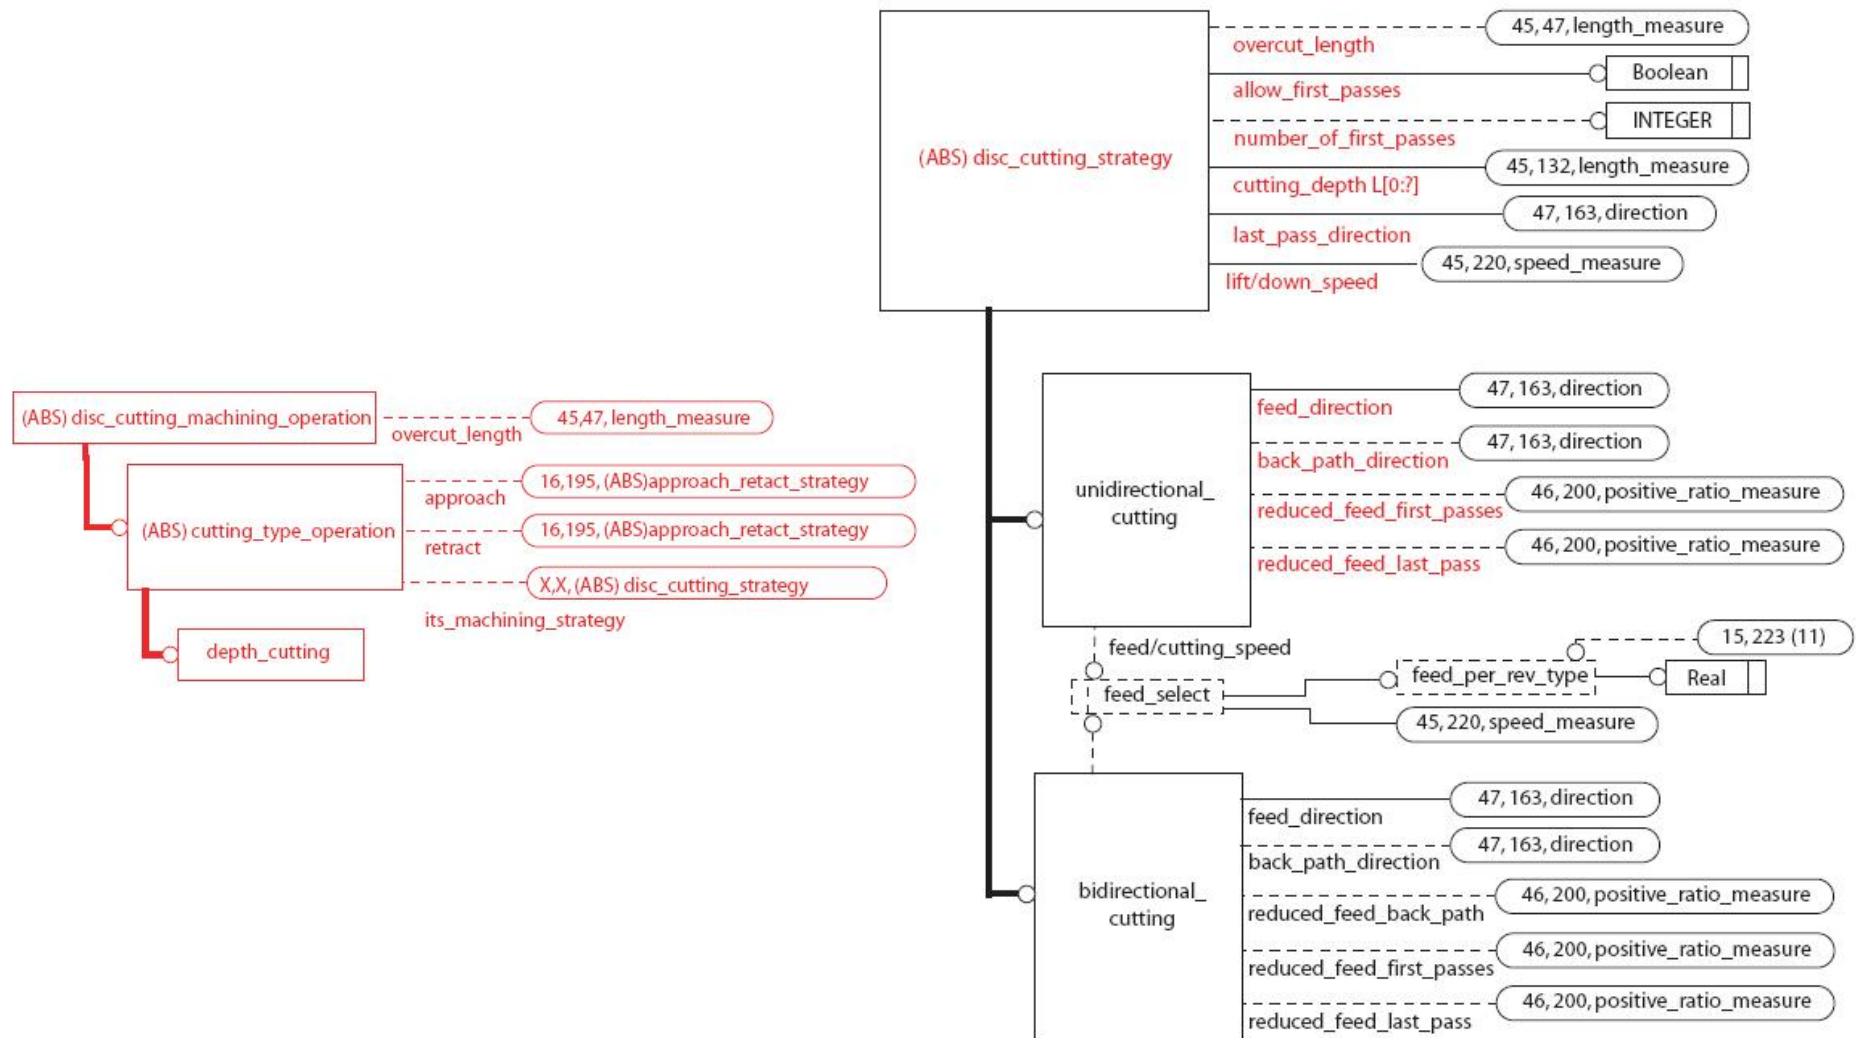 45, 47, length_measure
overcut_length
Boolean
allow_first_passes
INTEGER
number_of_first_passes
(ABS) disc_cutting_strategy
45, 132, length_measure
cutting_depth L[0:?]
47, 163, direction
last_pass_direction
45, 220, speed_measure
lift/down_speed
(ABS) disc_cutting_machining_operation
45,47, length_measure
overcut_length
(ABS) cutting_type_operation
16,195, (ABS)approach_retact_strategy
approach
16,195, (ABS)approach_retact_strategy
retract
X,X, (ABS) disc_cutting_strategy
its_machining_strategy
depth_cutting
unidirectional_
cutting
47, 163, direction
feed_direction
47, 163, direction
back_path_direction
46, 200, positive_ratio_measure
reduced_feed_first_passes
46, 200, positive_ratio_measure
reduced_feed_last_pass
feed/cutting_speed
15, 223 (11)
feed_select
feed_per_rev_type
Real
45, 220, speed_measure
bidirectional_
cutting
47, 163, direction
feed_direction
47, 163, direction
back_path_direction
46, 200, positive_ratio_measure
reduced_feed_back_path
46, 200, positive_ratio_measure
reduced_feed_first_passes
46, 200, positive_ratio_measure
reduced_feed_last_pass